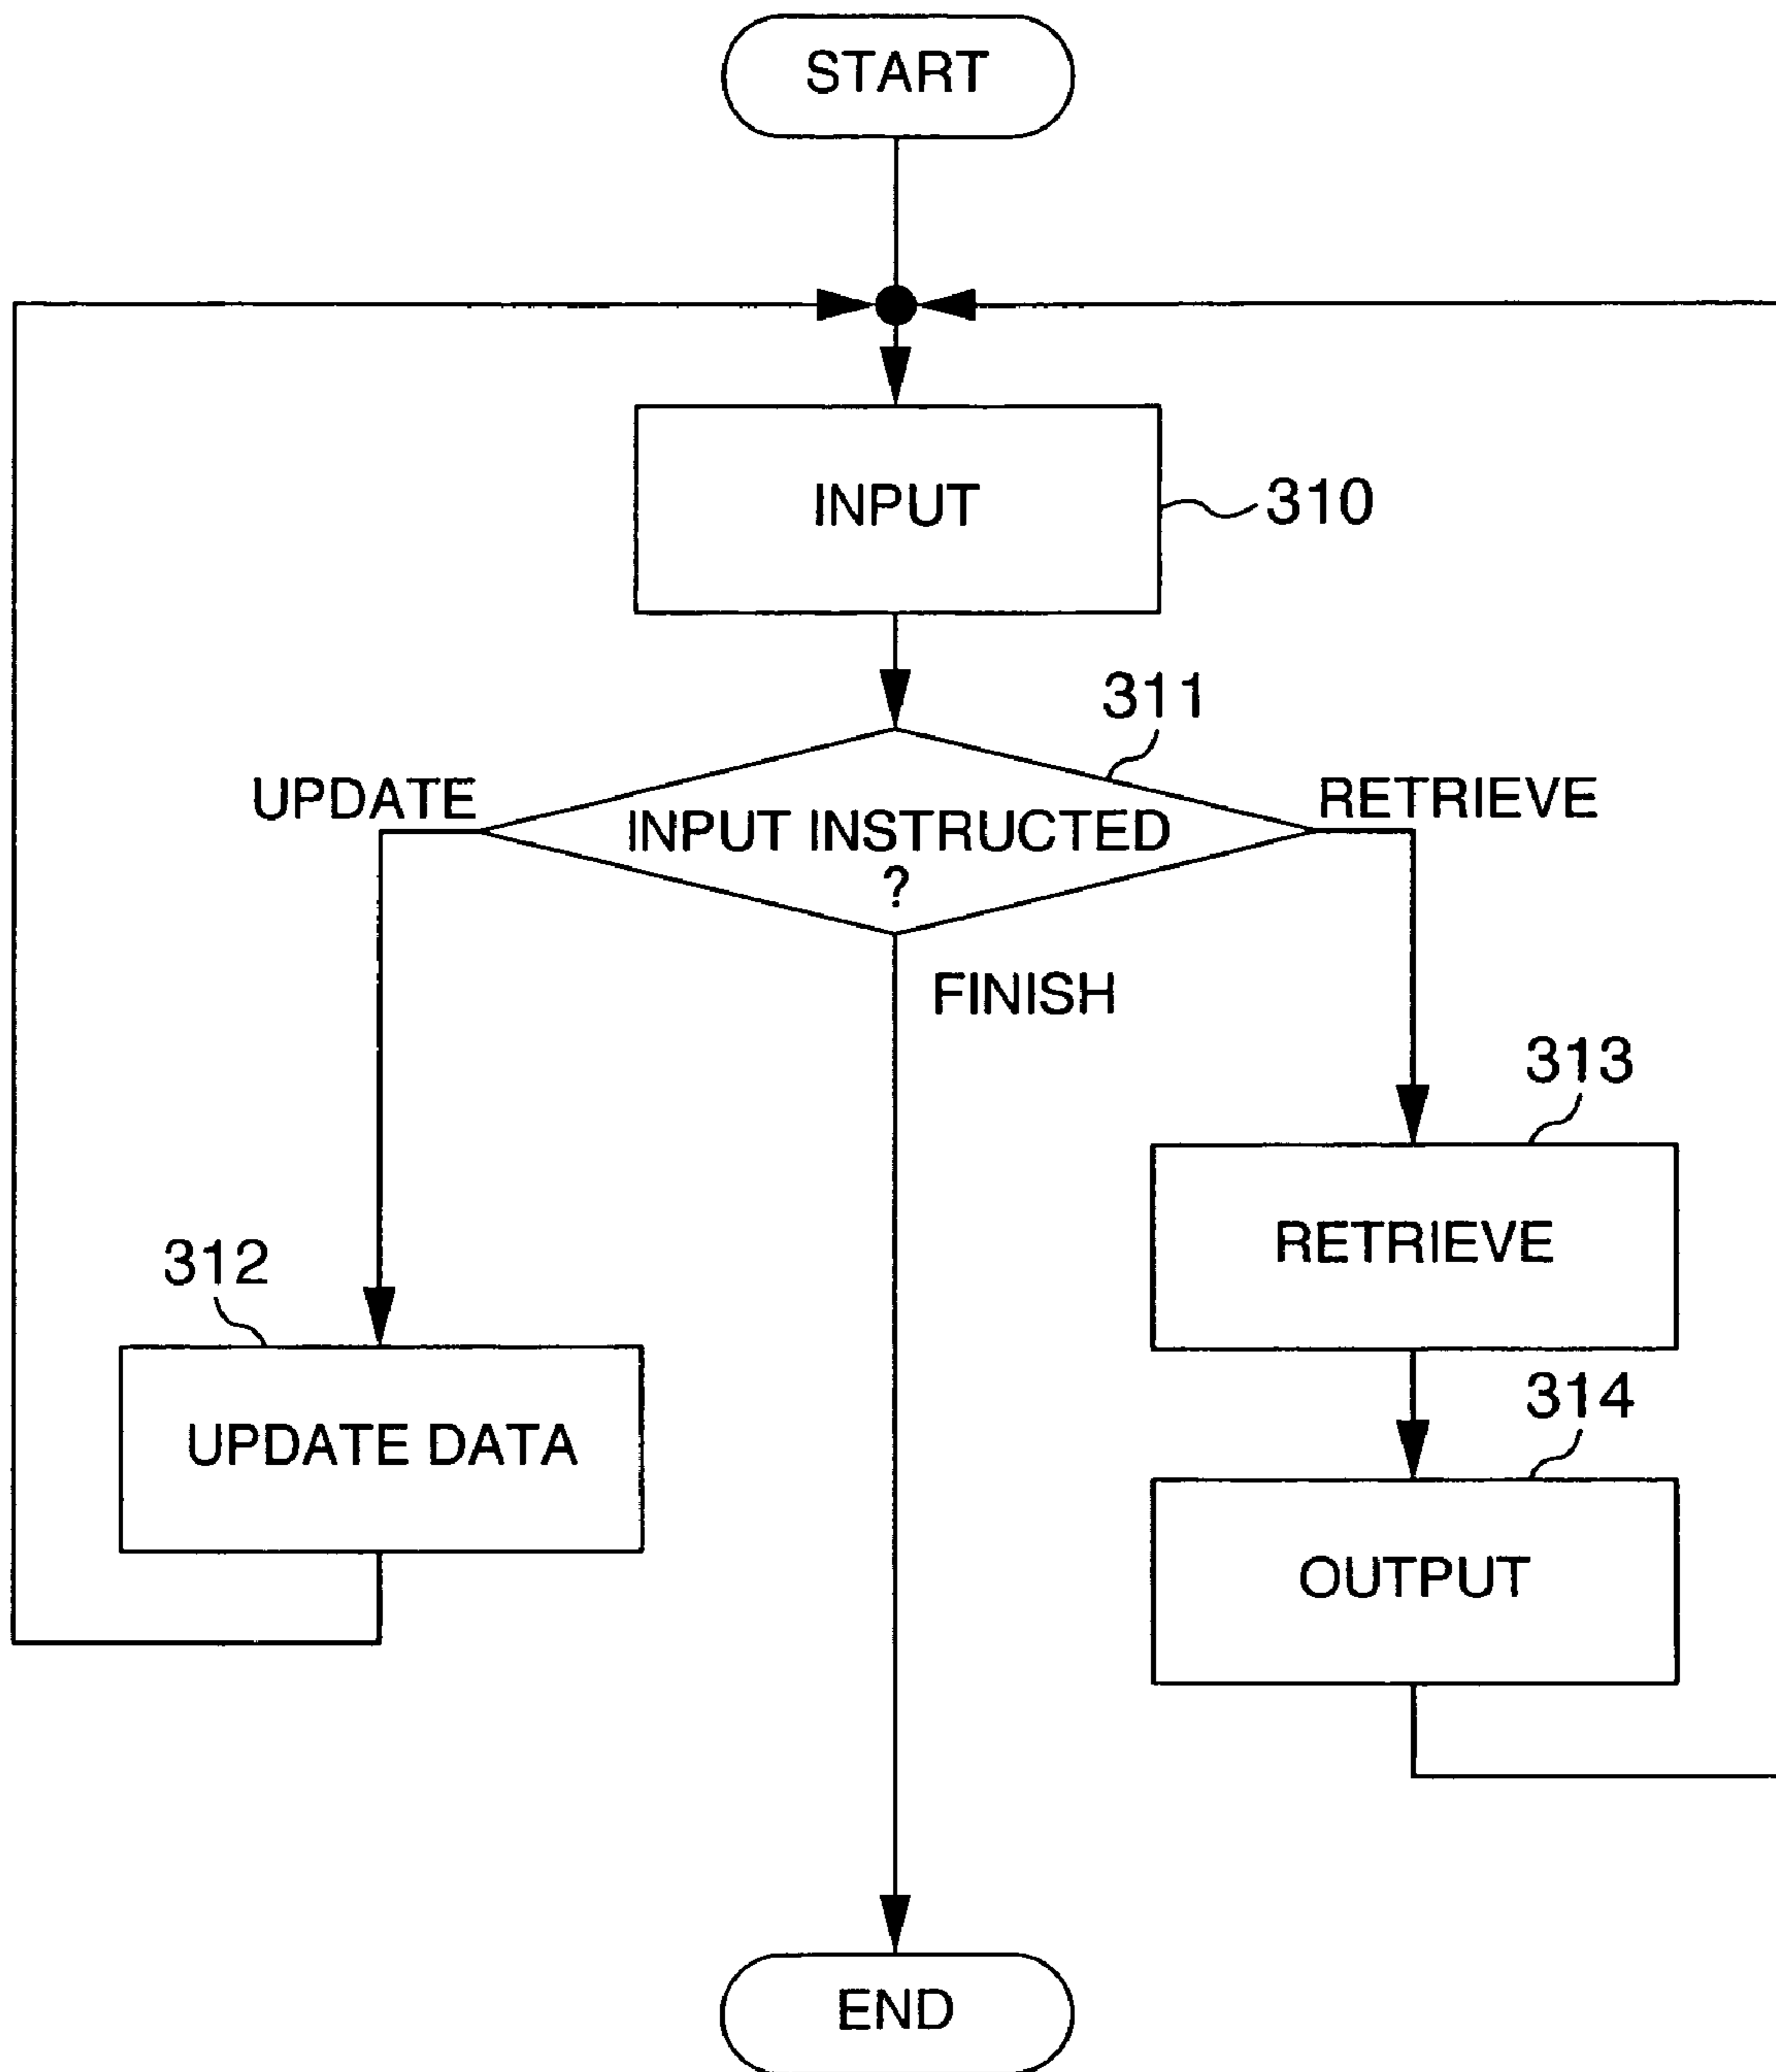 START
INPUT
310
311
UPDATE
RETRIEVE
INPUT INSTRUCTED
?
FINISH
313
RETRIEVE
312
314
UPDATE DATA
OUTPUT
END